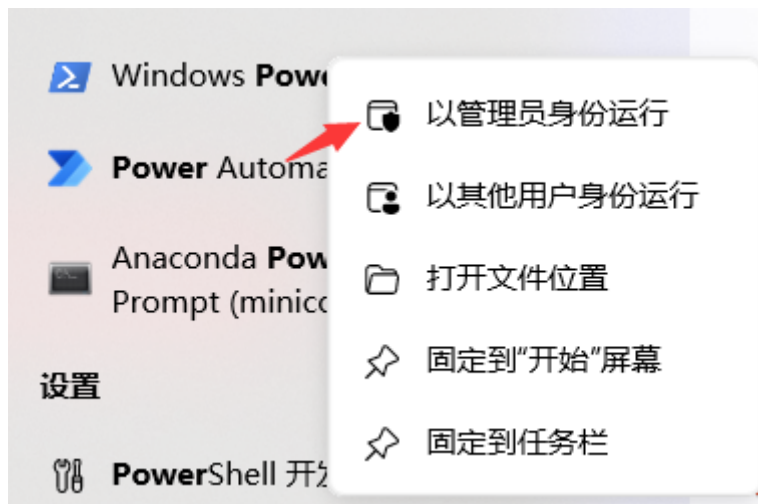 Windows Powe
Power Automa
Anaconda Pow
Prompt (minicc
设置
PowerShell 开发
以管理员身份运行
以其他用户身份运行
打开文件位置
固定到"开始"屏幕
固定到任务栏